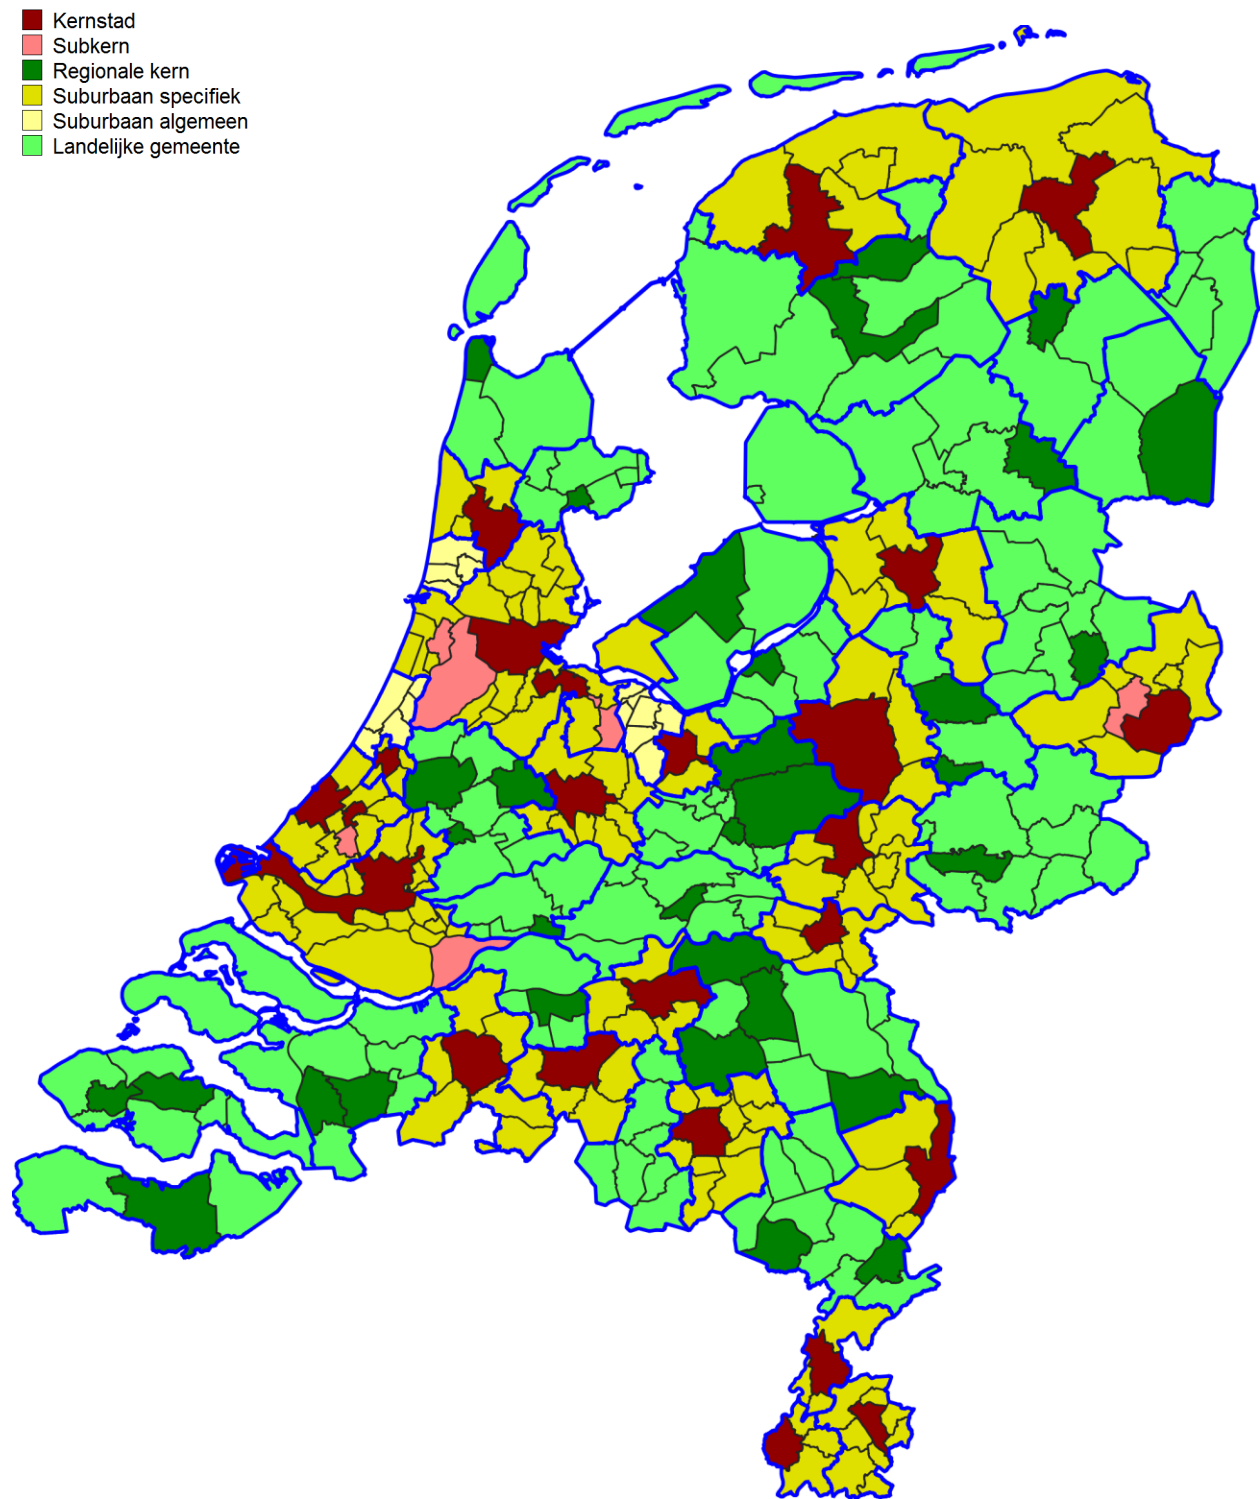 Kernstad
Subkern
Regionale kern
Suburbaan specifiek
Suburbaan algemeen
Landelijke gemeente